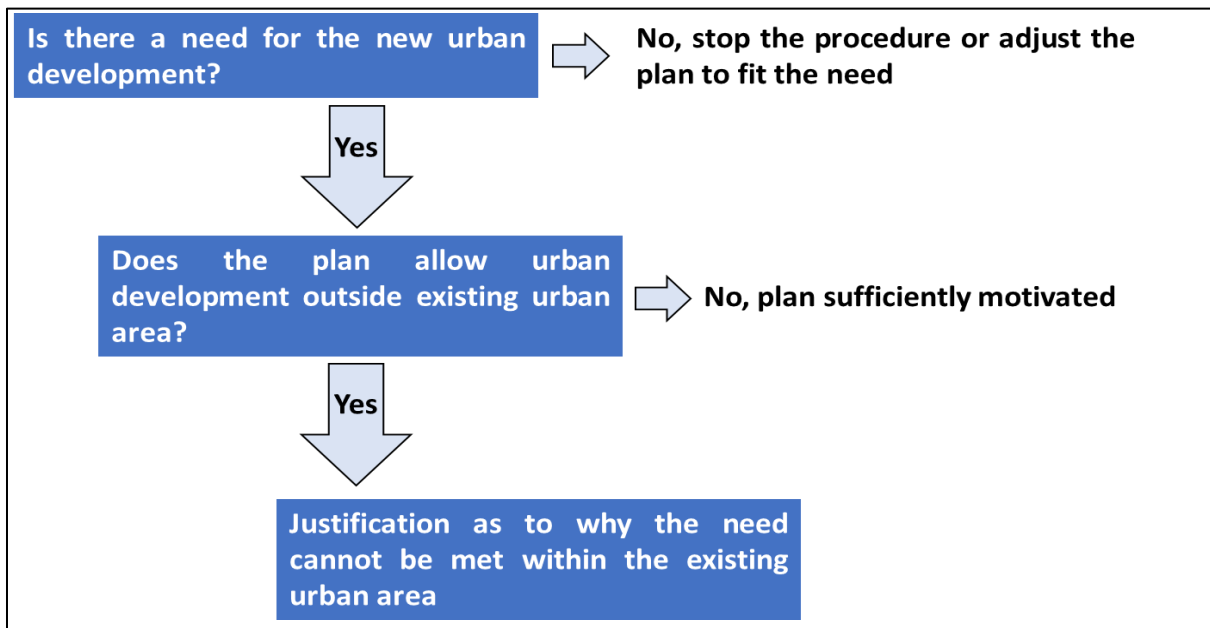 Is there a need for the new urban
development?
No, stop the procedure or adjust the
plan to fit the need
Yes
Does the plan allow urban
development outside existing urban
area?
No, plan sufficiently motivated
Yes
Justification as to why the need
cannot be met within the existing
urban area